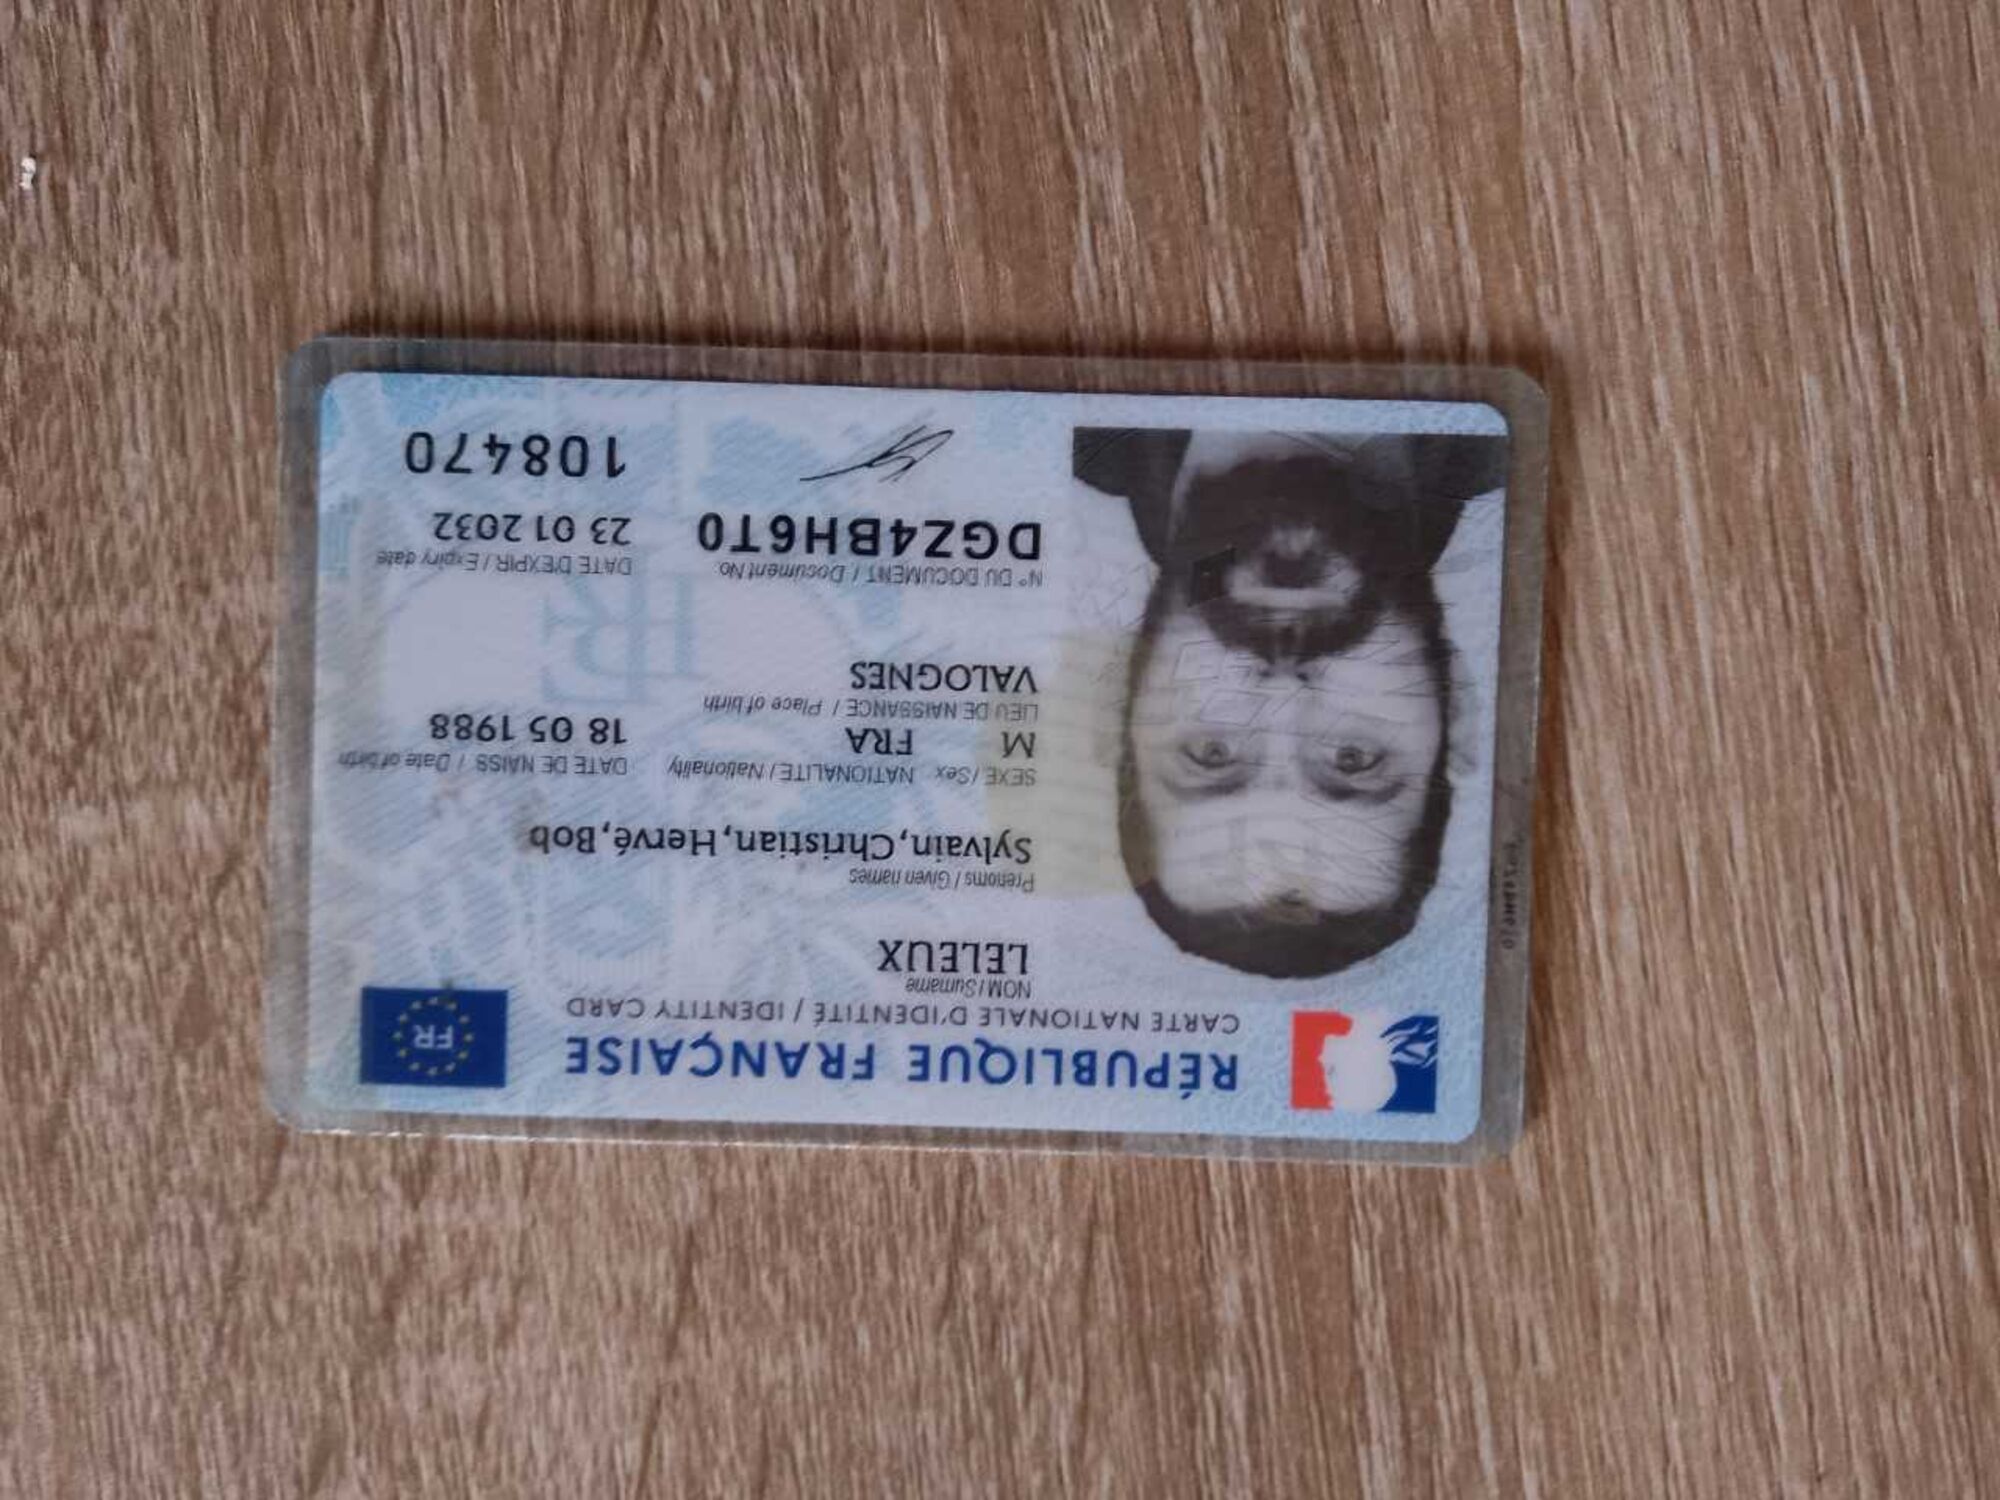 RÉPUBLIQUE FRANÇAISE
FR
CARTE NATIONALE D'IDENTITÉ / IDENTITY CARD
NOM / Surname
LELEUX
Prénoms / Given names
Sylvain, Christian, Hervé, Bob
SEXE / Sex NATIONALITÉ / Nationality DATE DE NAISS / Date of birth
M FRA 18 05 1988
LIEU DE NAISSANCE / Place of birth
VALOGNES
RF
N° DU DOCUMENT / Document No DATE D'EXPIR / Expiry date
DGZ4BH6T0 23 01 2032
108470